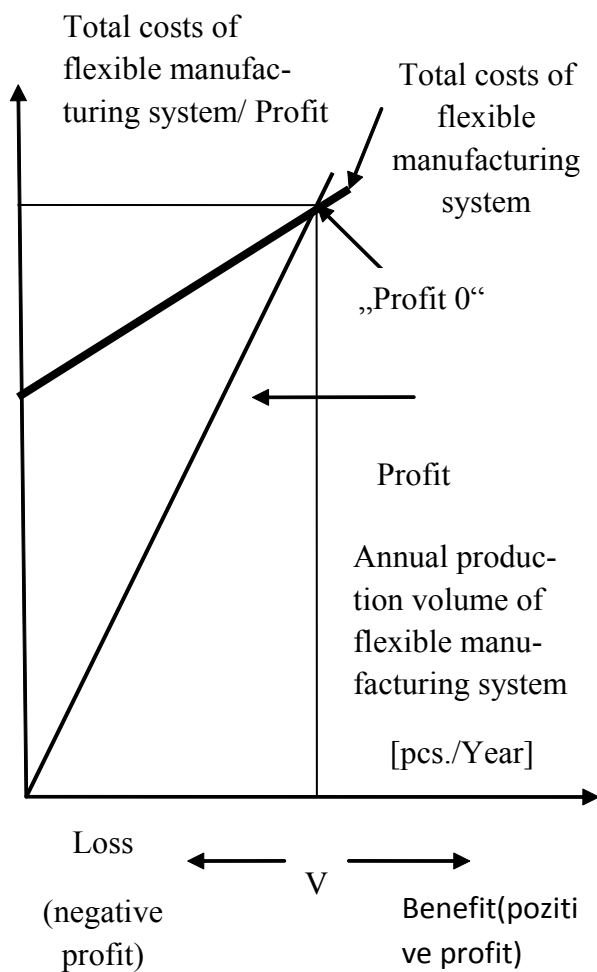 Total costs of
flexible manufac-
turing system/ Profit
Total costs of
flexible
manufacturing
system
„Profit 0“
Profit
Annual produc-
tion volume of
flexible manu-
facturing system
[pcs./Year]
Loss
(negative
profit)
V
Benefit(poziti
ve profit)